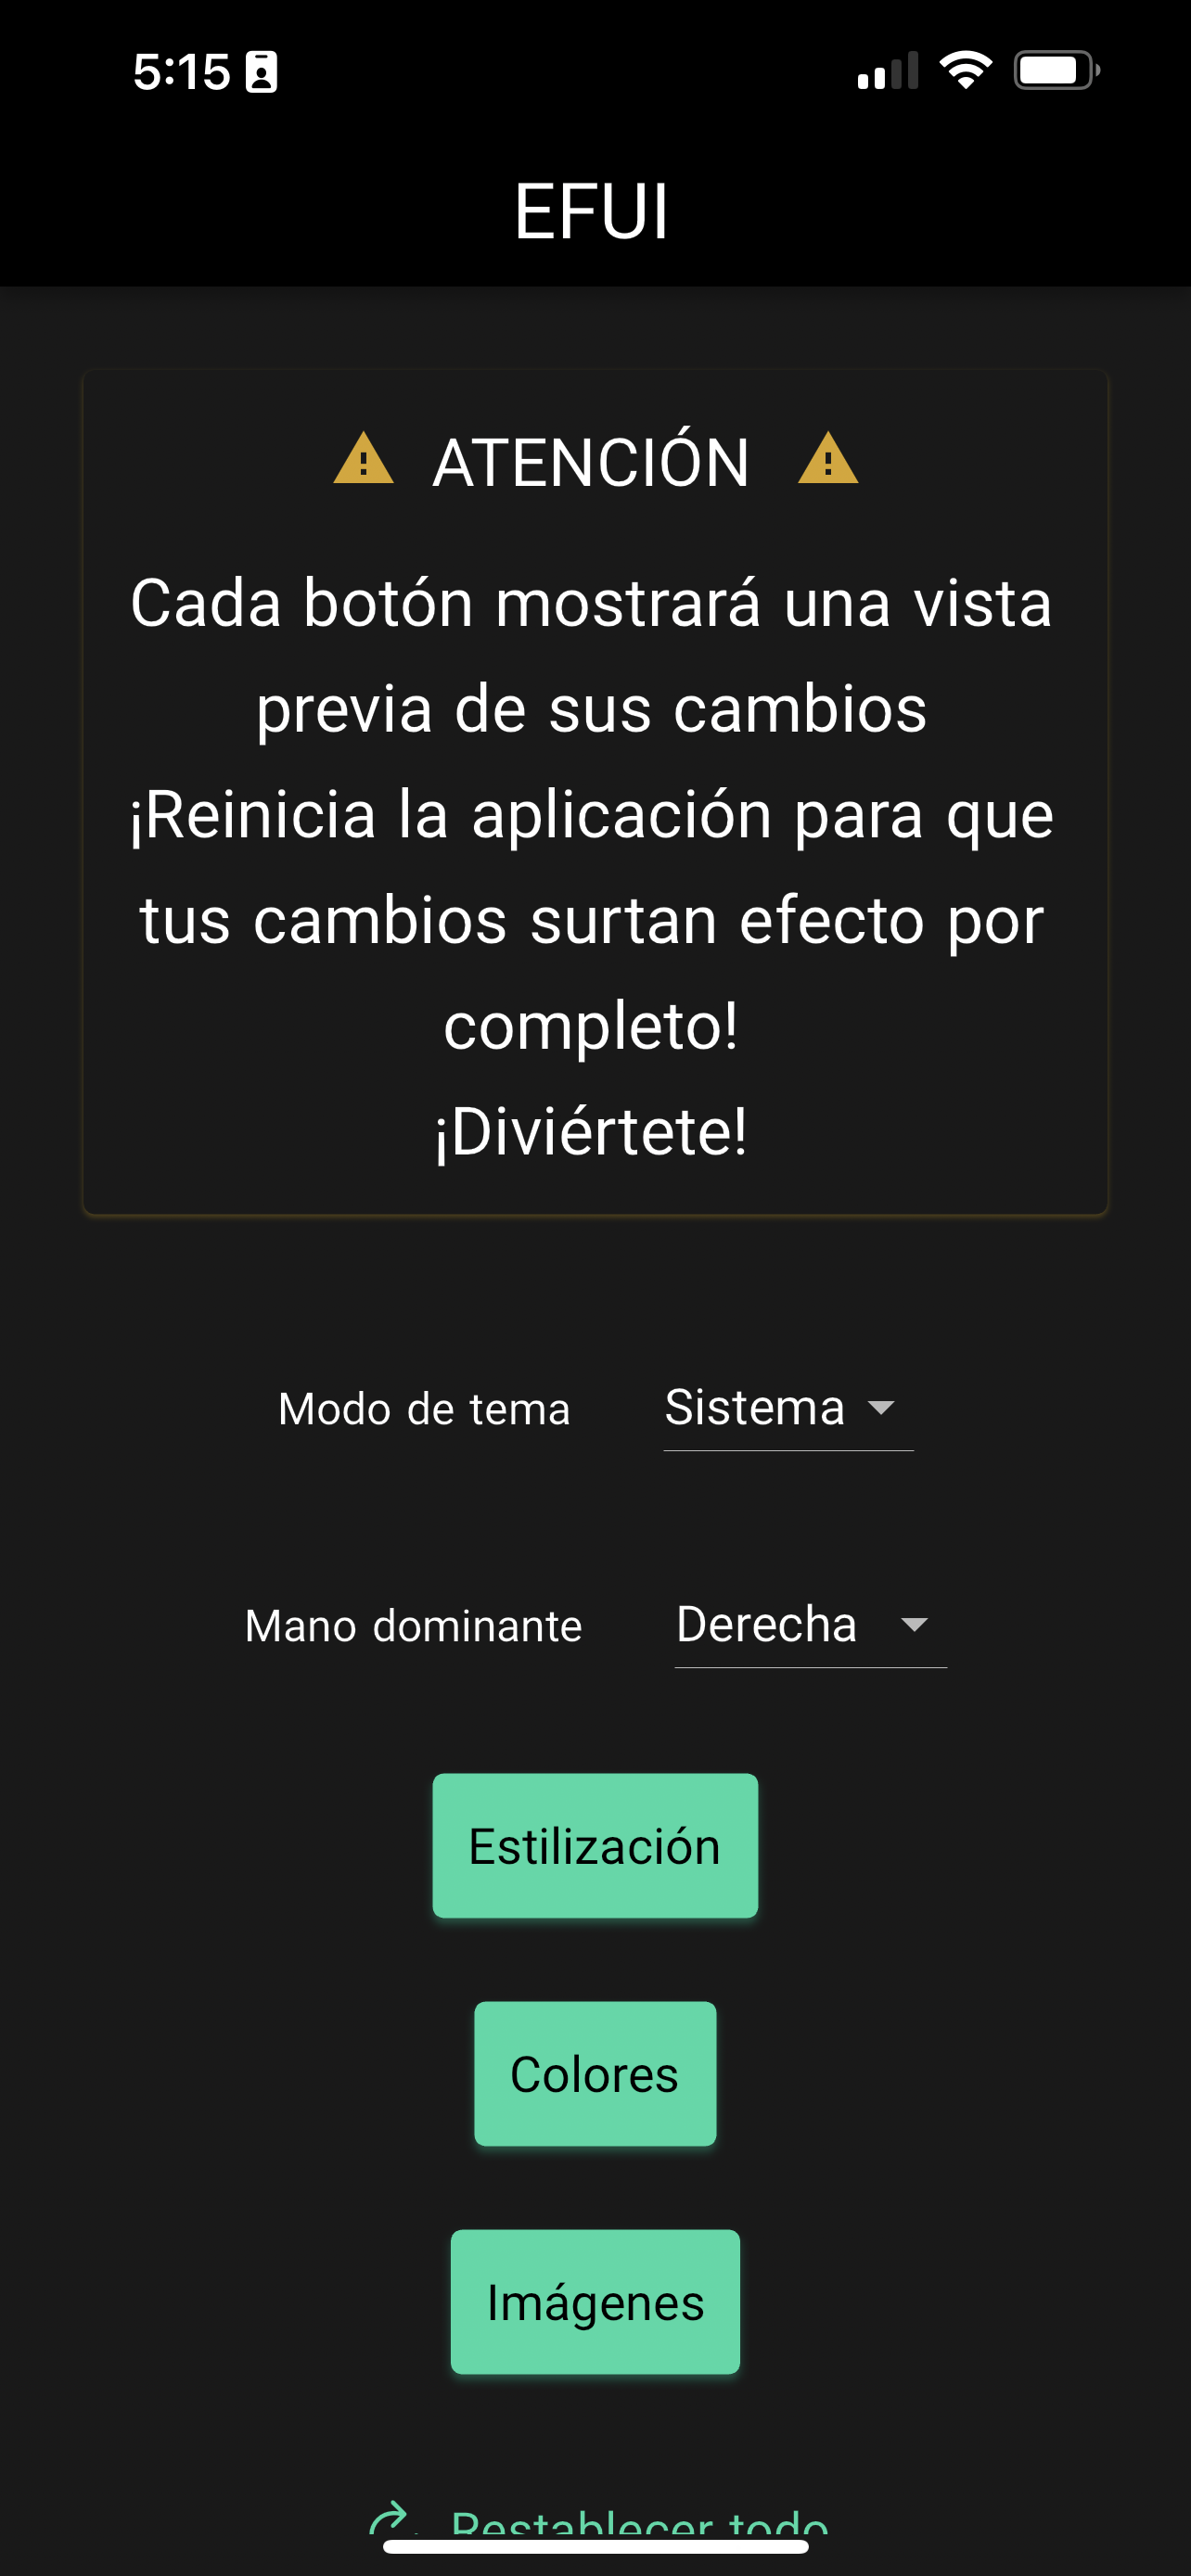 5:15
EFUI
ATENCIÓN
Cada botón mostrará una vista
previa de sus cambios
¡Reinicia la aplicación para que
tus cambios surtan efecto por
completo!
¡Diviértete!
Modo de tema Sistema
Mano dominante Derecha
Estilización
Colores
Imágenes
Restablecer todo